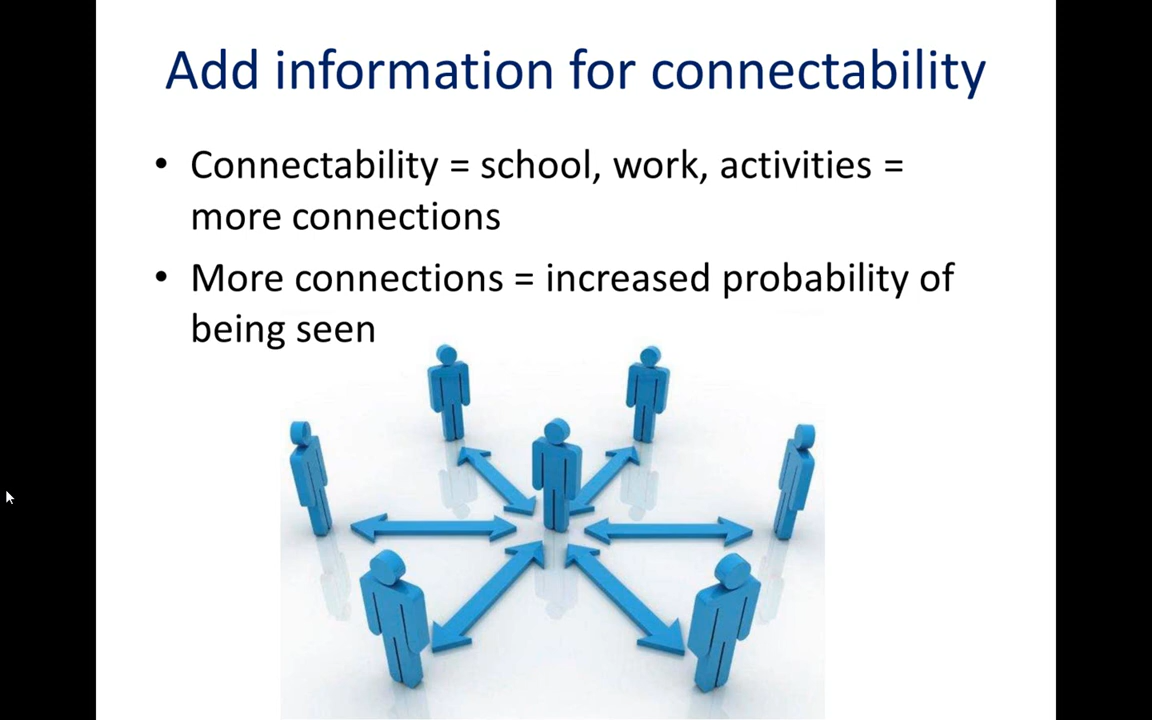 Add information for connectability
• Connectability = school, work, activities =
more connections
• More connections = increased probability of
being seen